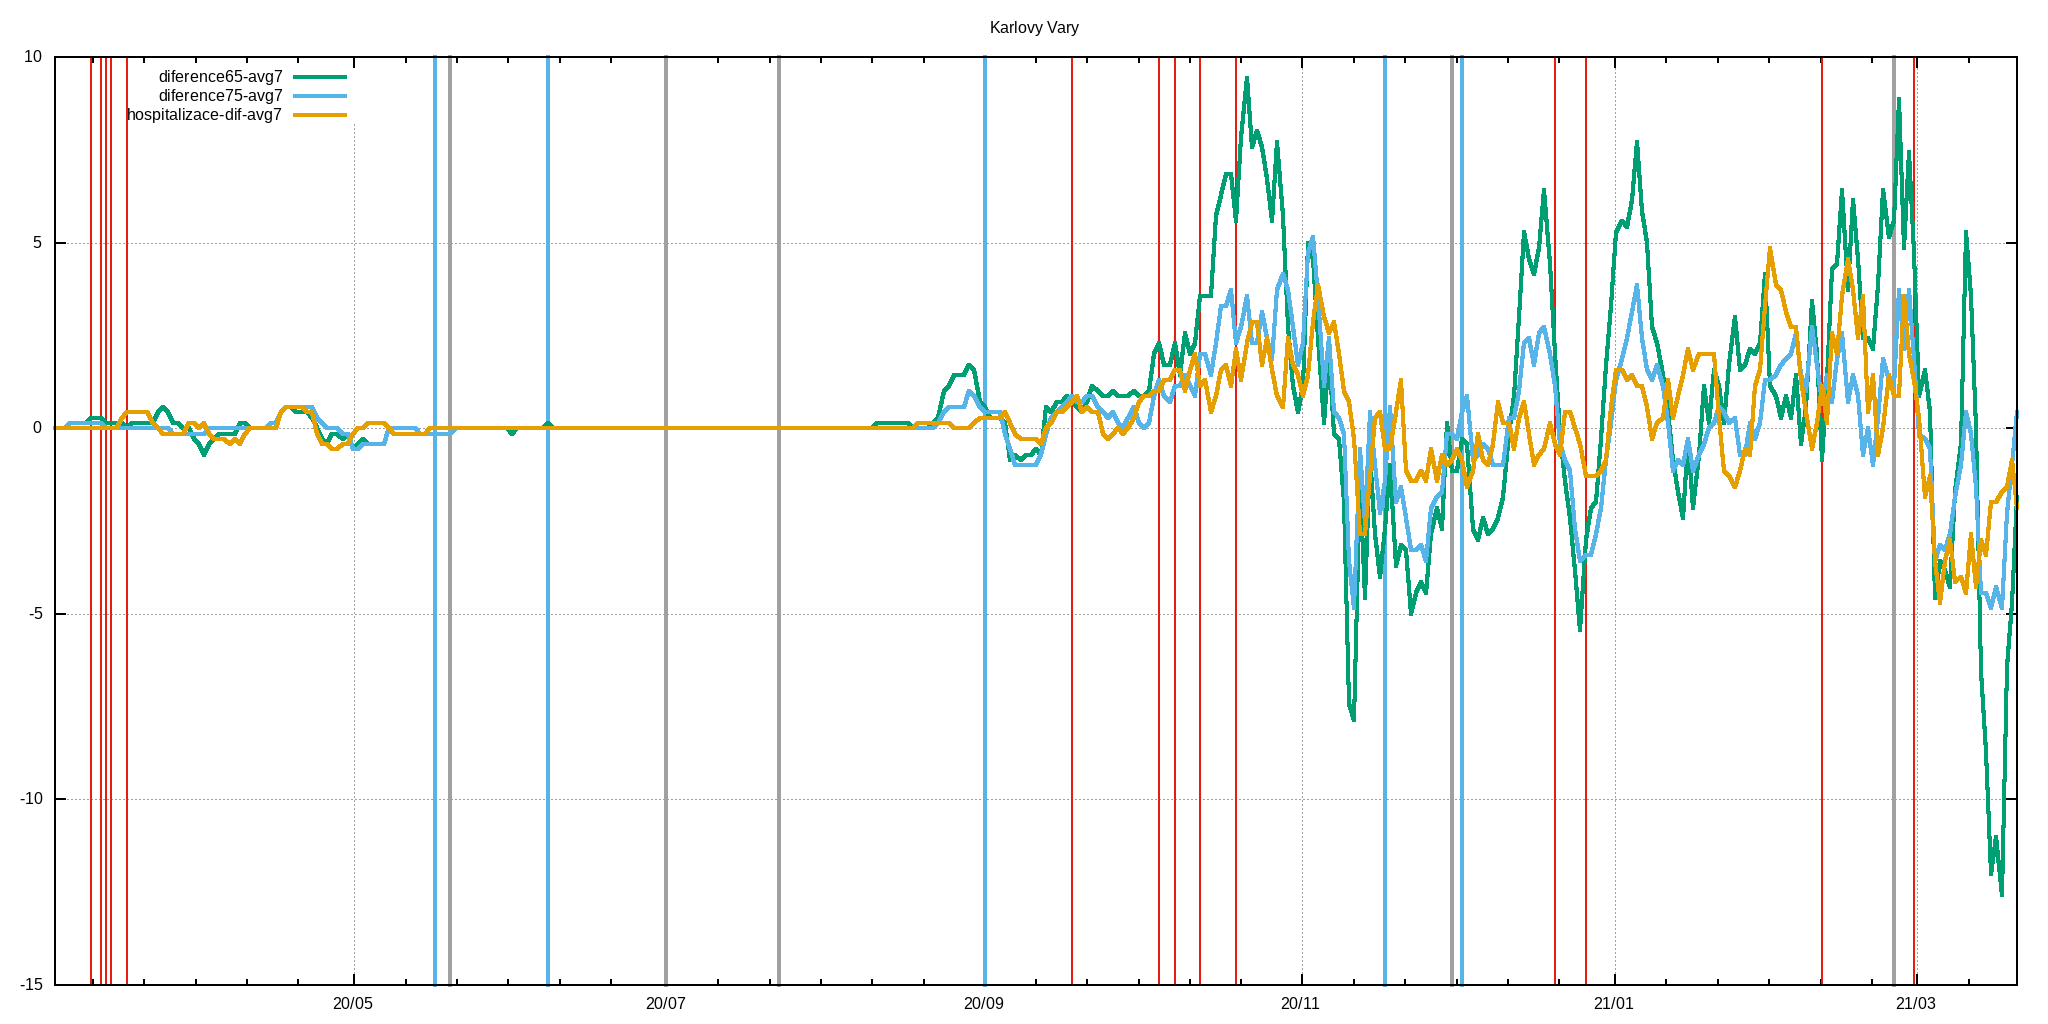 Karlovy Vary
10
diference65-avg7
diference75-avg7
hospitalizace-dif-avg7
5
0
-5
-10
-15
20/05 20/07 20/09 20/11 21/01 21/03